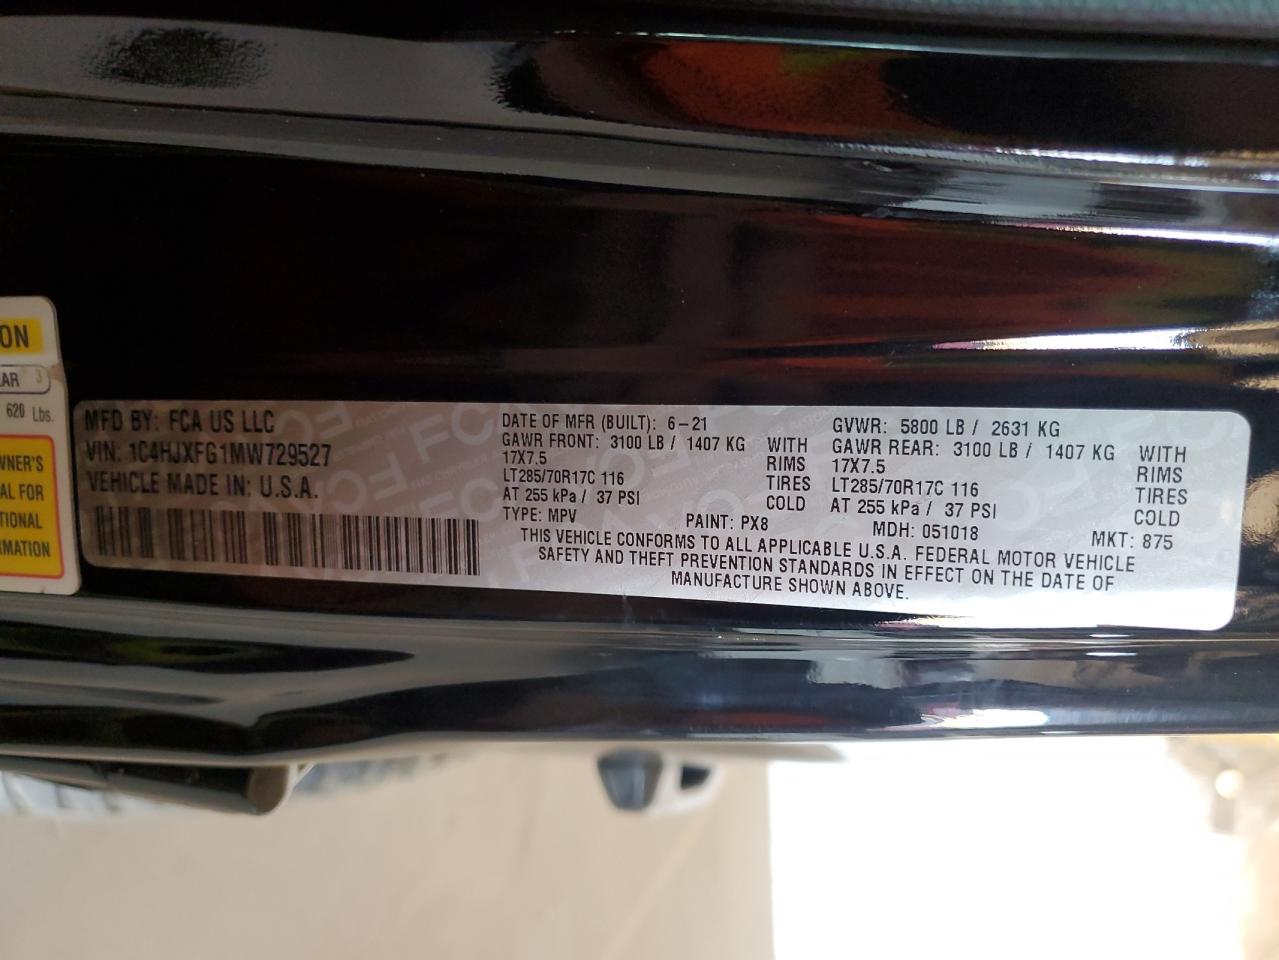 ON
AR 3
620 Lbs.
WNER'S
AL FOR
TIONAL
RMATION
MFD BY: FCA US LLC
VIN: 1C4HJXFG1MW729527
VEHICLE MADE IN: U.S.A.
DATE OF MFR (BUILT): 6-21
GAWR FRONT: 3100 LB / 1407 KG WITH
17X7.5 RIMS
LT285/70R17C 116 TIRES
AT 255 kPa / 37 PSI COLD
GVWR: 5800 LB / 2631 KG
GAWR REAR: 3100 LB / 1407 KG WITH
17X7.5 RIMS
LT285/70R17C 116 TIRES
AT 255 kPa / 37 PSI COLD
TYPE: MPV PAINT: PX8 MDH: 051018 MKT: 875
THIS VEHICLE CONFORMS TO ALL APPLICABLE U.S.A. FEDERAL MOTOR VEHICLE
SAFETY AND THEFT PREVENTION STANDARDS IN EFFECT ON THE DATE OF
MANUFACTURE SHOWN ABOVE.